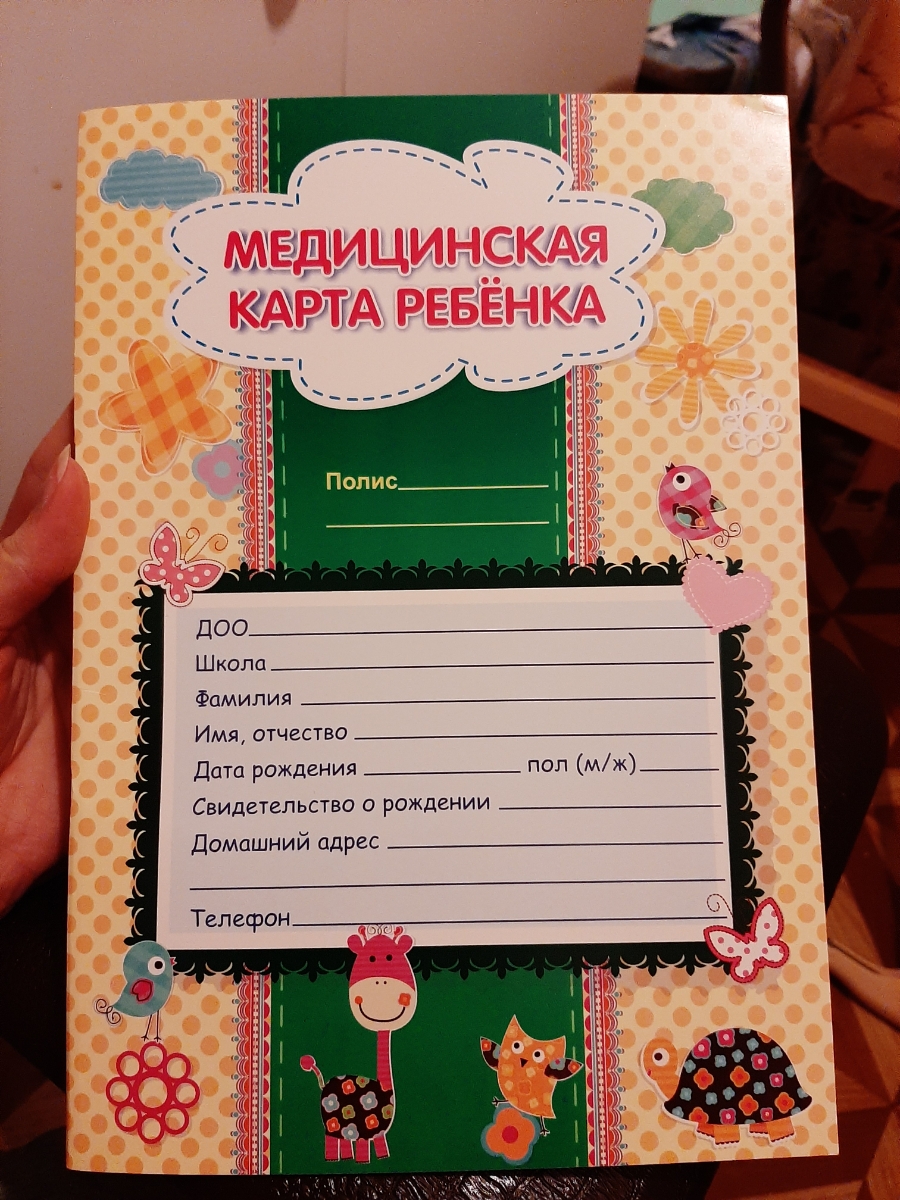 МЕДИЦИНСКАЯ
КАРТА РЕБЁНКА
Полис
ДОО
Школа
Фамилия
Имя, отчество
Дата рождения пол (м/ж)
Свидетельство о рождении
Домашний адрес
Телефон